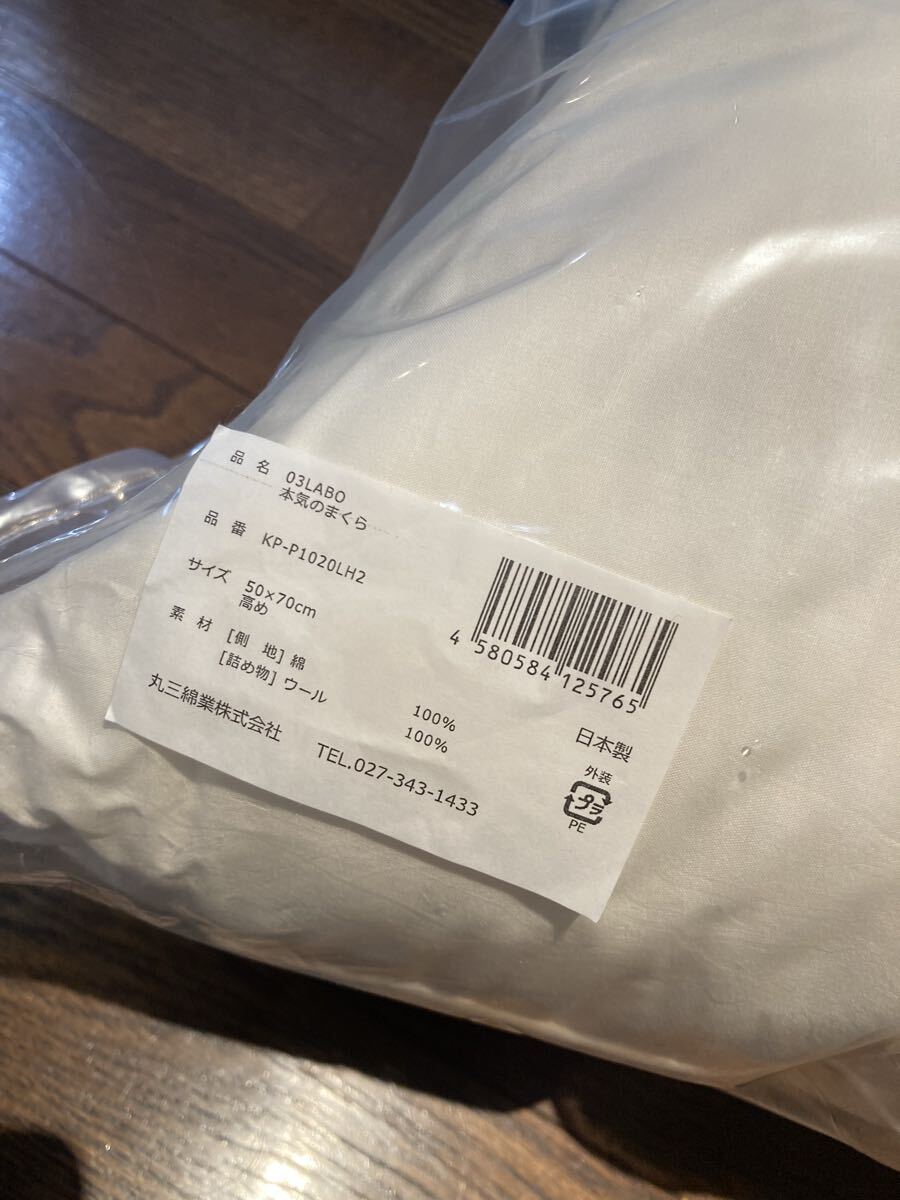 品 名 03LABO
本気のまくら
品 番 KP-P1020LH2
サイズ 50×70cm
高め
素 材 [側 地] 綿 100%
[詰め物] ウール 100%
丸三綿業株式会社 TEL.027-343-1433
4 580584 125765
日本製
外装
プラ
PE